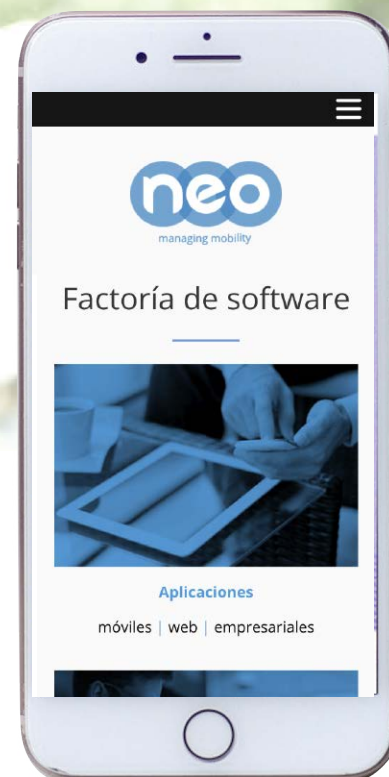 neo
managing mobility
Factoría de software
Aplicaciones
móviles | web | empresariales